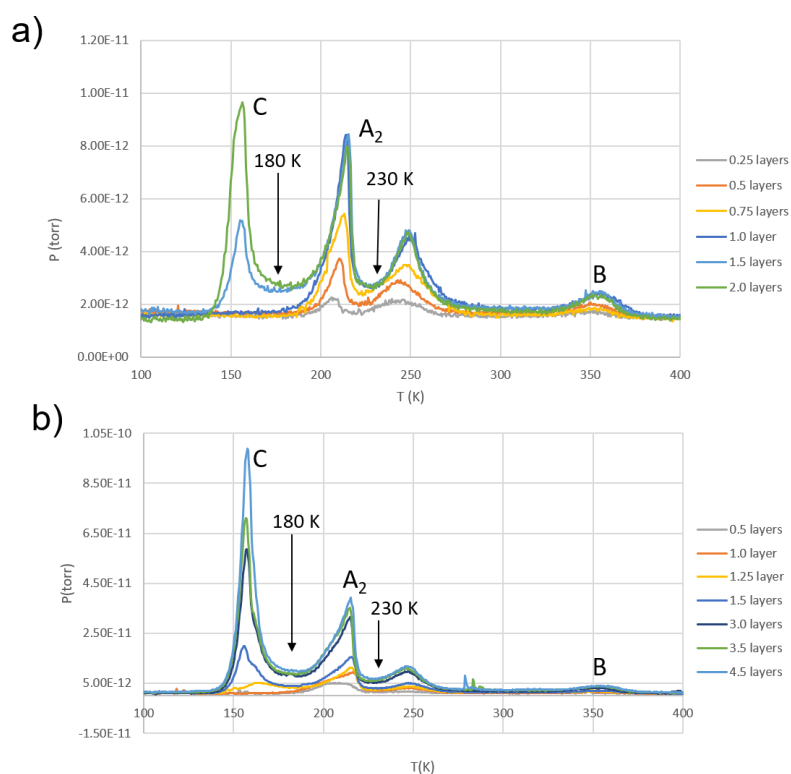 a)
1.20E-11
1.00E-11
8.00E-12
6.00E-12
4.00E-12
2.00E-12
0.00E+00
P (torr)
C
180 K
A2
230 K
B
100 150 200 250 300 350 400
T (K)
0.25 layers
0.5 layers
0.75 layers
1.0 layer
1.5 layers
2.0 layers
b)
1.05E-10
8.50E-11
6.50E-11
4.50E-11
2.50E-11
5.00E-12
-1.50E-11
P(torr)
C
180 K
A2
230 K
B
100 150 200 250 300 350 400
T(K)
0.5 layers
1.0 layer
1.25 layer
1.5 layers
3.0 layers
3.5 layers
4.5 layers